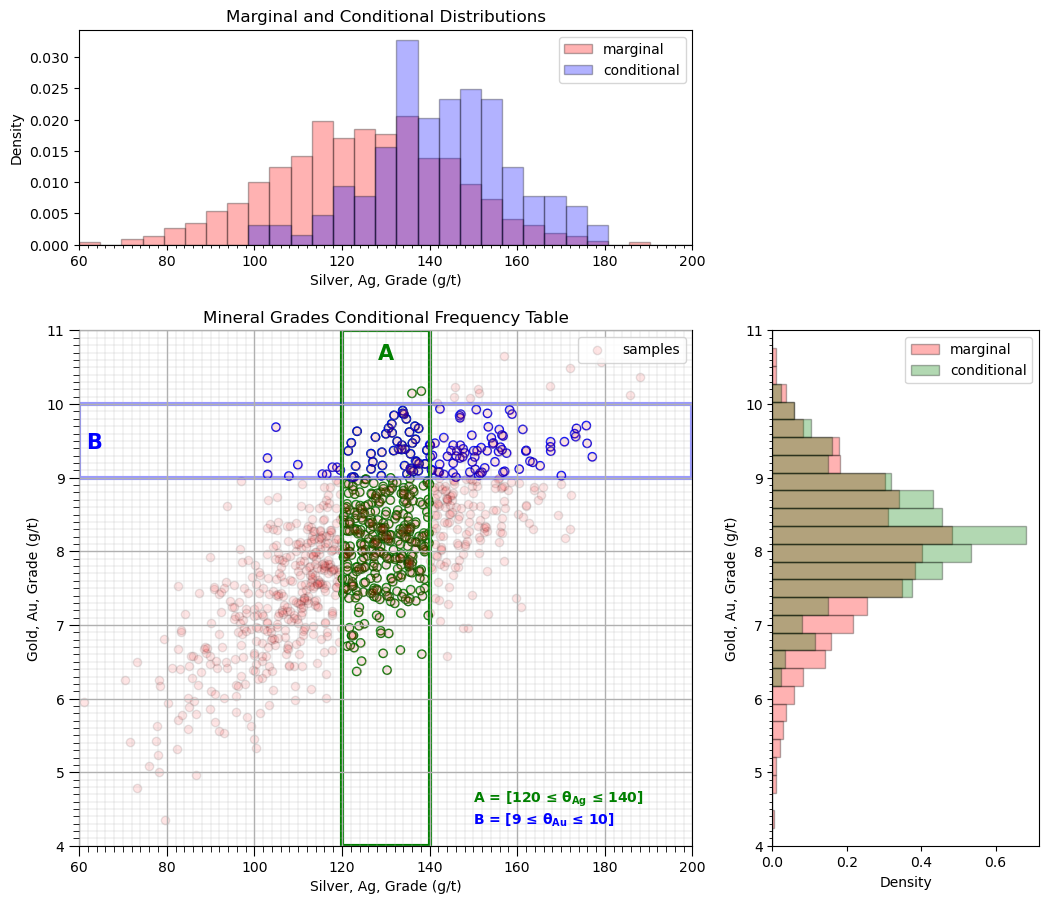 Marginal and Conditional Distributions
marginal
conditional
Density
0.030
0.025
0.020
0.015
0.010
0.005
0.000
60 80 100 120 140 160 180 200
Silver, Ag, Grade (g/t)
Mineral Grades Conditional Frequency Table
samples
A
B
Gold, Au, Grade (g/t)
11
10
9
8
7
6
5
4
A = [120 ≤ θAg ≤ 140]
B = [9 ≤ θAu ≤ 10]
60 80 100 120 140 160 180 200
Silver, Ag, Grade (g/t)
marginal
conditional
Gold, Au, Grade (g/t)
11
10
9
8
7
6
5
4
0.0 0.2 0.4 0.6
Density